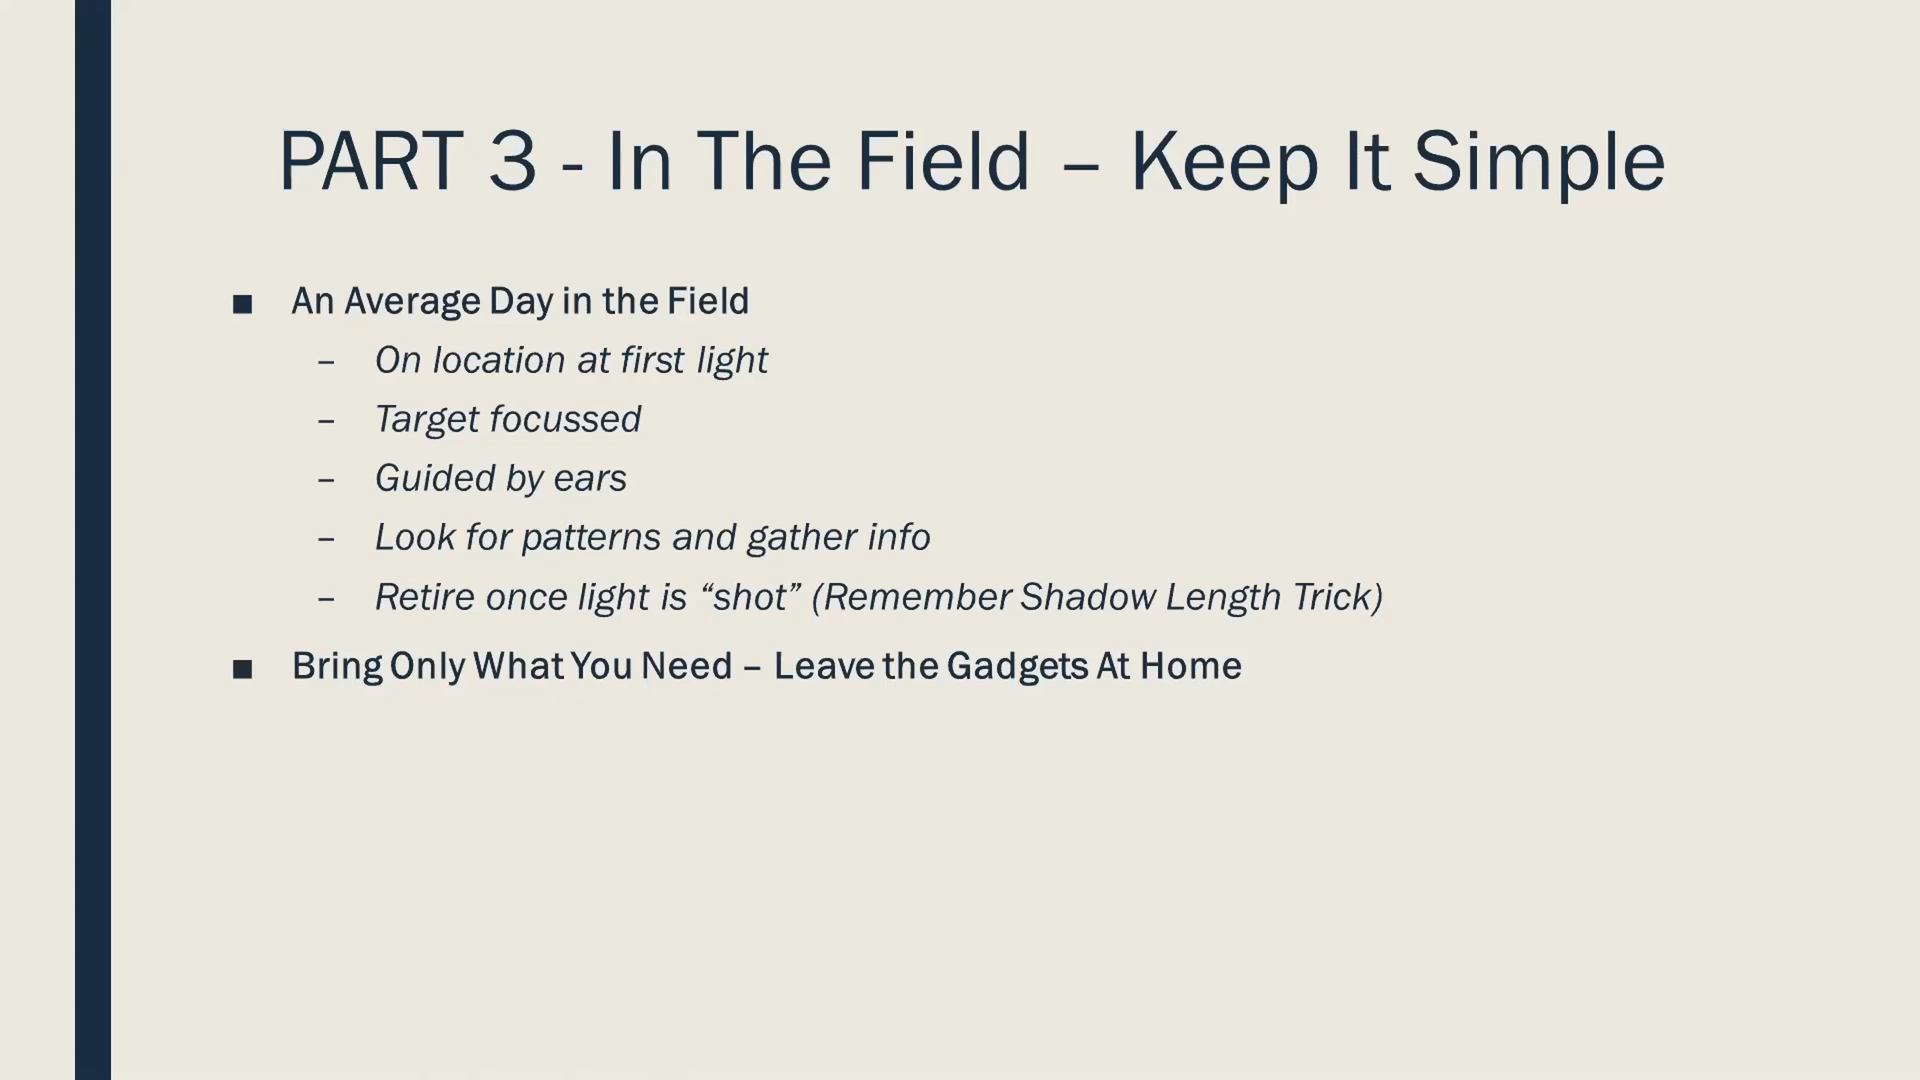 PART 3 - In The Field – Keep It Simple
■ An Average Day in the Field
– On location at first light
– Target focussed
– Guided by ears
– Look for patterns and gather info
– Retire once light is “shot” (Remember Shadow Length Trick)
■ Bring Only What You Need – Leave the Gadgets At Home